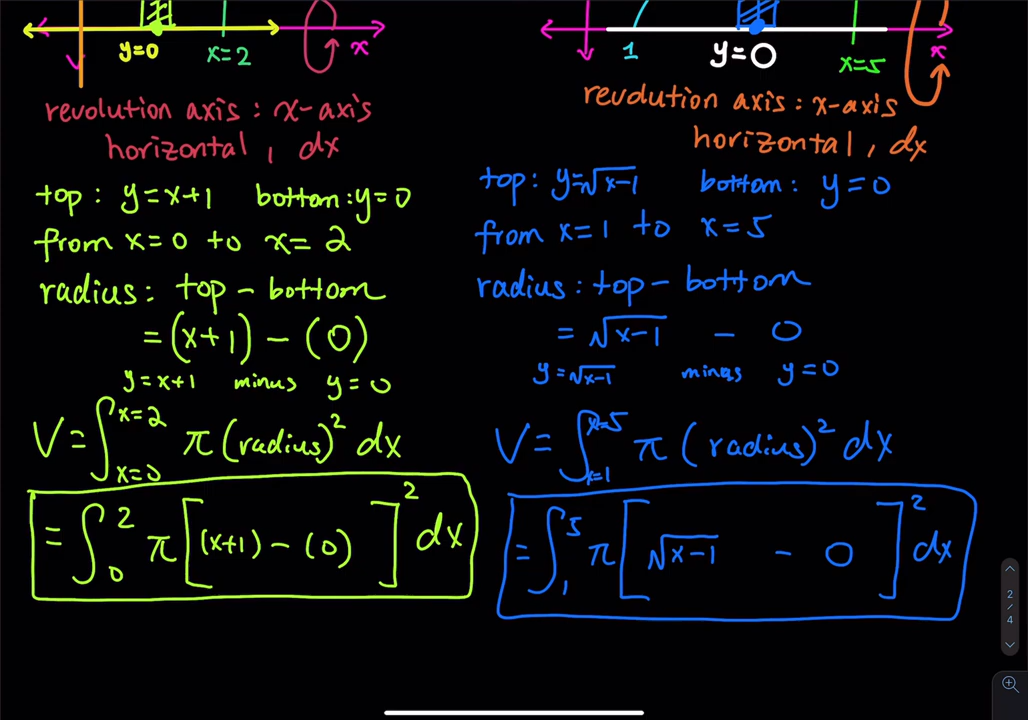 y=0
x=2
x
revolution axis : x-axis
horizontal , dx
top : y=x+1 bottom : y=0
from x=0 to x=2
radius : top - bottom
= (x+1) - (0)
y=x+1 minus y=0
V = ∫_{x=0}^{x=2} π (radius)² dx
= ∫_0^2 π [(x+1) - (0)]² dx
1
y=0
x=5
x
revolution axis : x-axis
horizontal , dx
top : y=√x-1 bottom : y=0
from x=1 to x=5
radius : top - bottom
= √x-1 - 0
y=√x-1 minus y=0
V = ∫_{x=1}^{x=5} π (radius)² dx
= ∫_1^5 π [√x-1 - 0]² dx
2
/
4